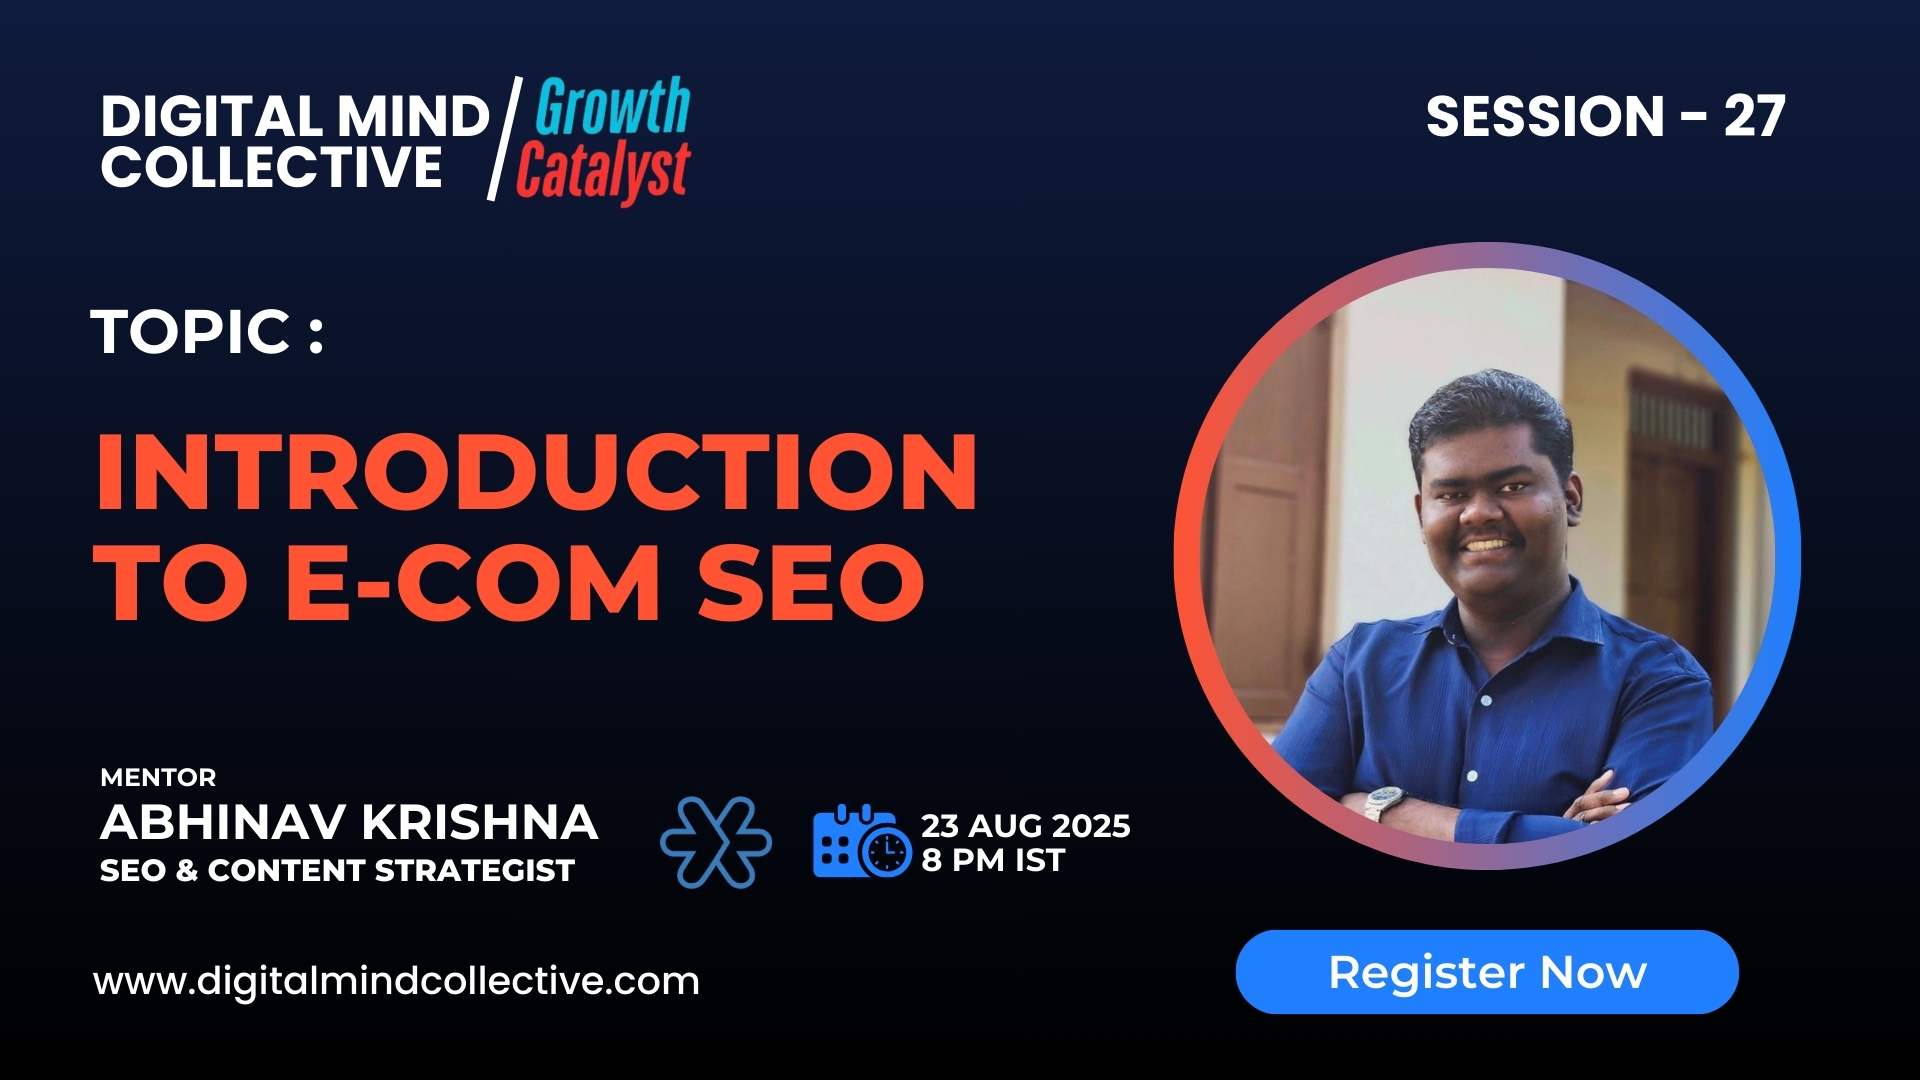 DIGITAL MIND
COLLECTIVE
Growth
Catalyst
SESSION - 27
TOPIC :
INTRODUCTION
TO E-COM SEO
MENTOR
ABHINAV KRISHNA
SEO & CONTENT STRATEGIST
23 AUG 2025
8 PM IST
www.digitalmindcollective.com
Register Now